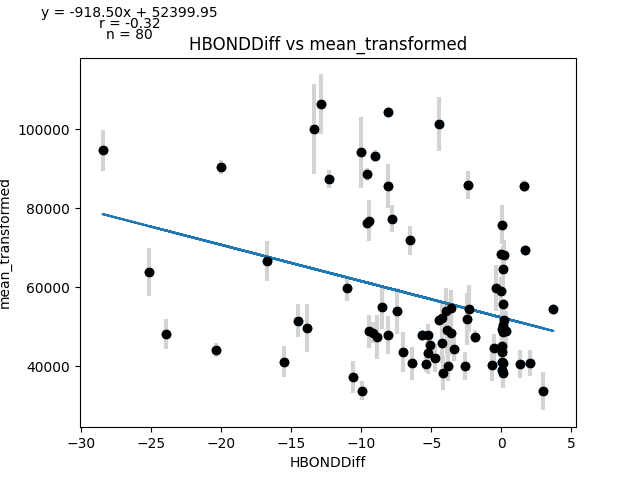 y = -918.50x + 52399.95
r = -0.32
n = 80
HBONDDiff vs mean_transformed
mean_transformed
100000
80000
60000
40000
−30
−25
−20
−15
−10
−5
0
5
HBONDDiff